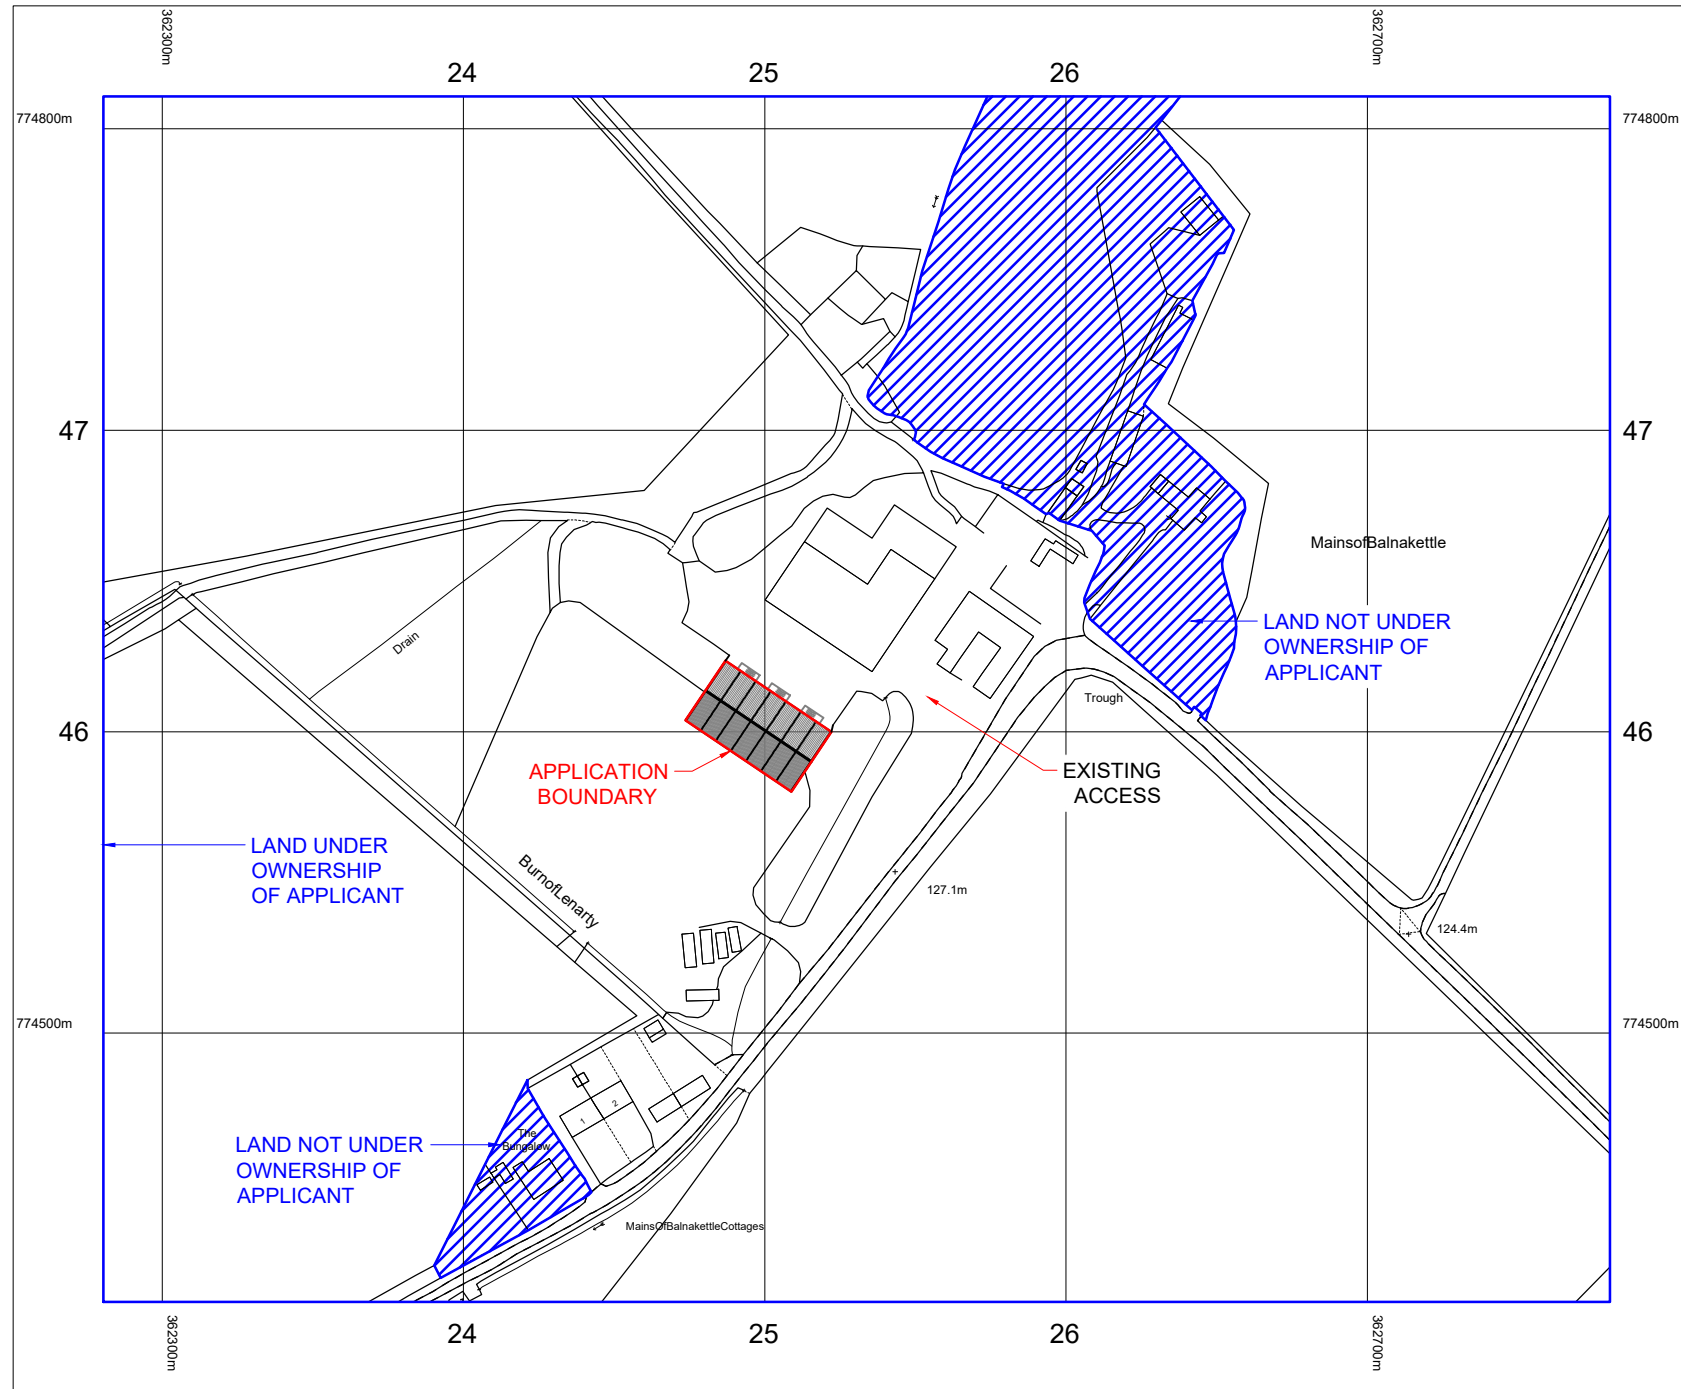 362300m
362700m
24
25
26
774800m
774800m
47
47
MainsofBalnakettle
LAND NOT UNDER
OWNERSHIP OF
APPLICANT
Drain
Trough
46
46
APPLICATION
BOUNDARY
EXISTING
ACCESS
LAND UNDER
OWNERSHIP
OF APPLICANT
BurnofLenarty
127.1m
124.4m
774500m
774500m
1
2
The
Bungalow
LAND NOT UNDER
OWNERSHIP OF
APPLICANT
MainsOfBalnakettleCottages
362300m
24
25
26
362700m